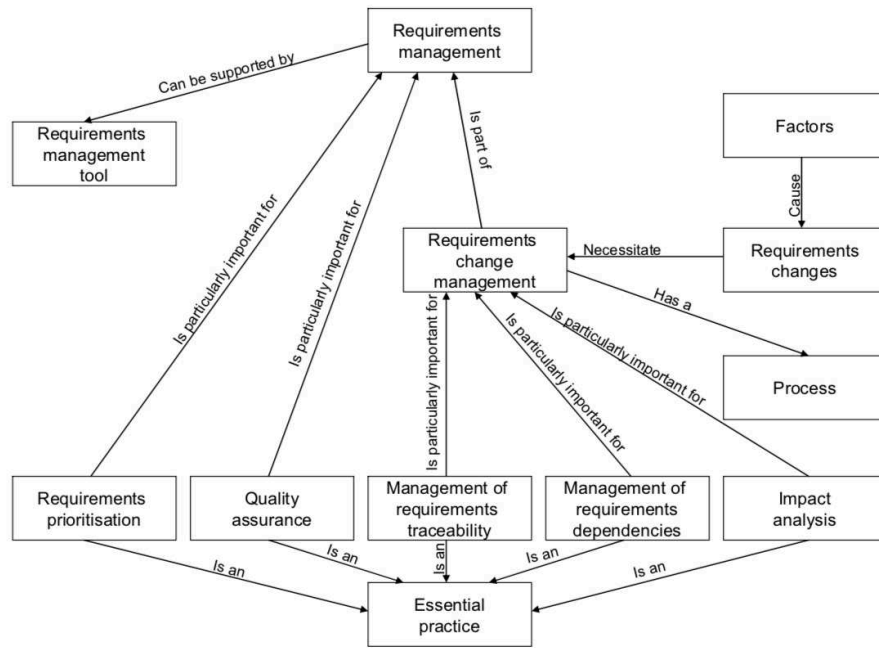 Requirements
management
Can be supported by
Requirements
management
tool
Is part of
Factors
Cause
Is particularly important for
Is particularly important for
Requirements
change
management
Necessitate
Requirements
changes
Has a
Is particularly important for
Is particularly important for
Is particularly important for
Process
Requirements
prioritisation
Quality
assurance
Management of
requirements
traceability
Management of
requirements
dependencies
Impact
analysis
Is an
Is an
Is an
Is an
Is an
Essential
practice